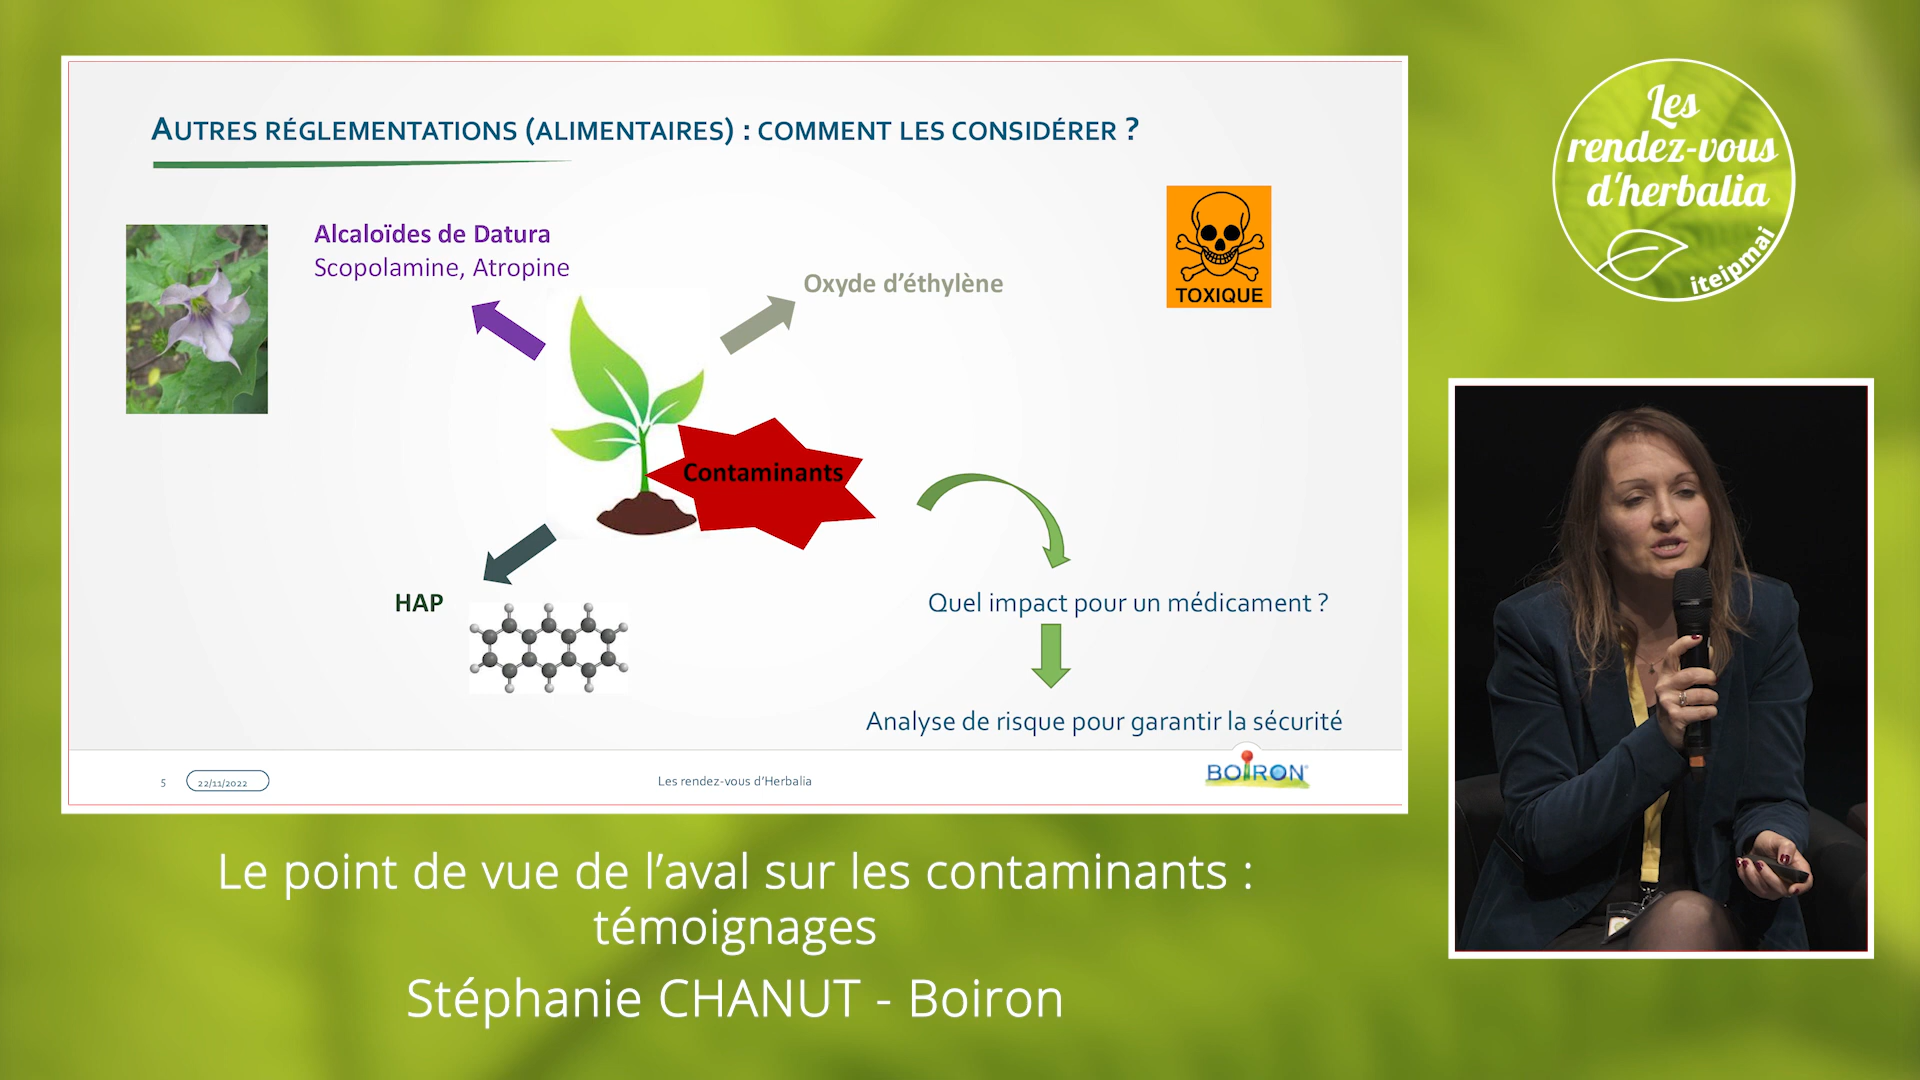 AUTRES RÉGLEMENTATIONS (ALIMENTAIRES) : COMMENT LES CONSIDÉRER ?
Alcaloïdes de Datura
Scopolamine, Atropine
Oxyde d'éthylène
TOXIQUE
Contaminants
HAP
Quel impact pour un médicament ?
Analyse de risque pour garantir la sécurité
5
22/11/2022
Les rendez-vous d'Herbalia
BOIRON
Les
rendez-vous
d'herbalia
iteipmai
Le point de vue de l'aval sur les contaminants :
témoignages
Stéphanie CHANUT - Boiron